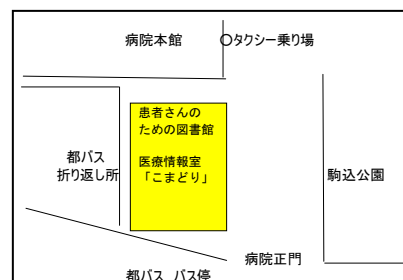 病院本館
○タクシー乗り場
患者さんの
ための図書館
医療情報室
「こまどり」
都バス
折り返し所
駒込公園
病院正門
都バス バス停